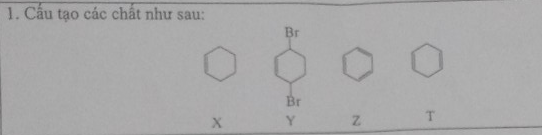 1. Cấu tạo các chất như sau:
Br
Br
X Y Z T